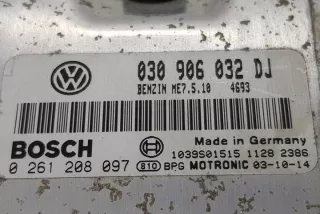 030 906 032 DJ
BENZIN ME7.5.10 4693
BOSCH
Made in Germany
1039S01515 1128 2386
0 261 208 097 810 BPG MOTRONIC 03-10-14